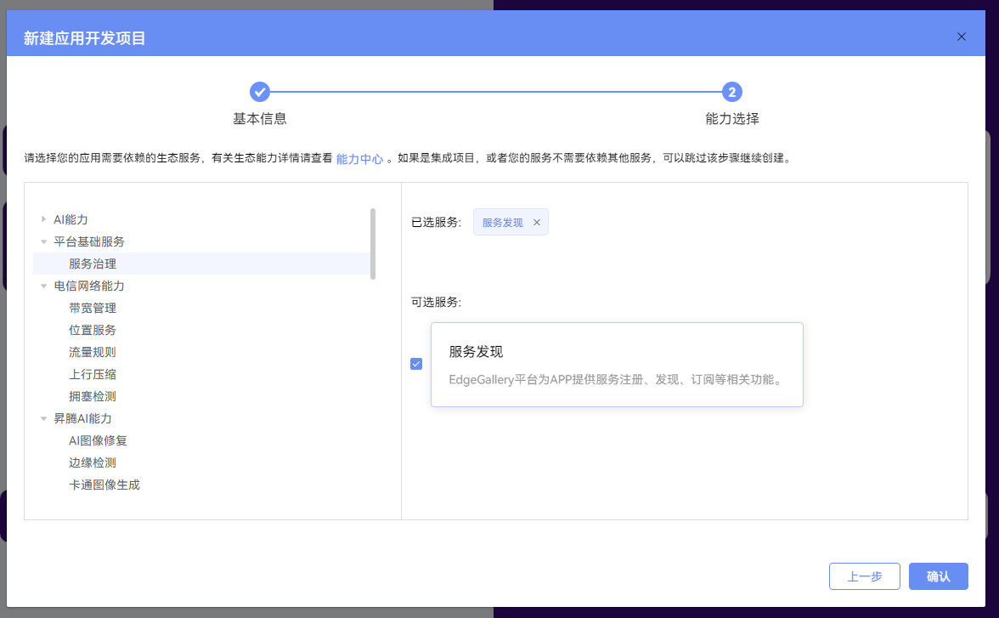 新建应用开发项目
2
基本信息
能力选择
请选择您的应用需要依赖的生态服务，有关生态能力详情请查看 能力中心 。如果是集成项目，或者您的服务不需要依赖其他服务，可以跳过该步骤继续创建。
AI能力
平台基础服务
服务治理
电信网络能力
带宽管理
位置服务
流量规则
上行压缩
拥塞检测
昇腾AI能力
AI图像修复
边缘检测
卡通图像生成
已选服务: 服务发现
可选服务:
服务发现
EdgeGallery平台为APP提供服务注册、发现、订阅等相关功能。
上一步 确认